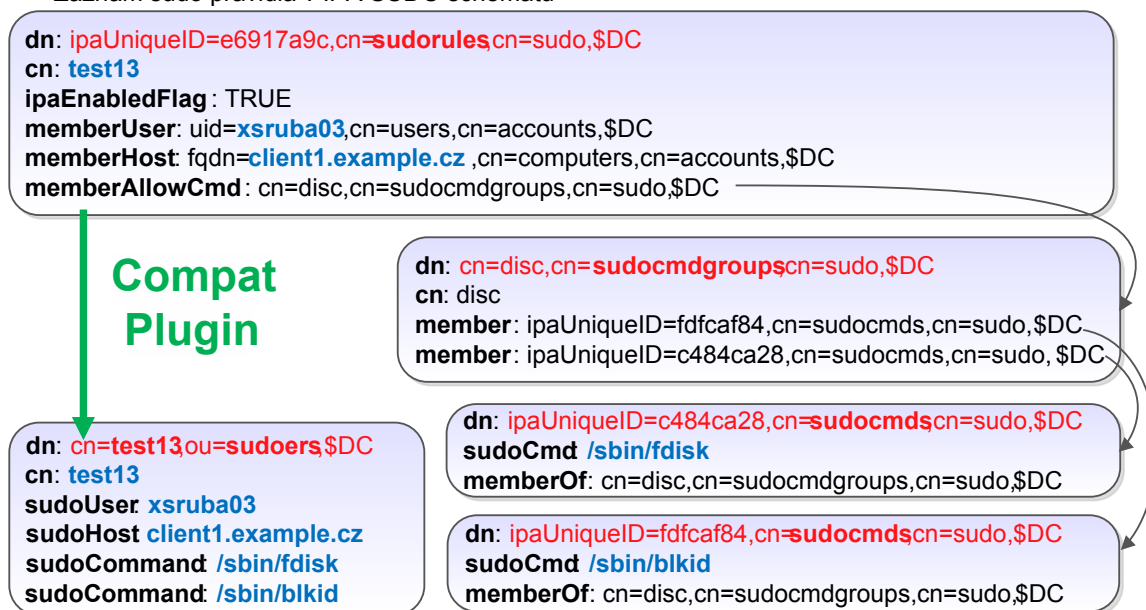 Záznam sudo pravidla v IPA SUDO schématu
dn: ipaUniqueID=e6917a9c,cn=sudorules,cn=sudo,$DC
cn: test13
ipaEnabledFlag : TRUE
memberUser: uid=xsruba03,cn=users,cn=accounts,$DC
memberHost: fqdn=client1.example.cz ,cn=computers,cn=accounts,$DC
memberAllowCmd : cn=disc,cn=sudocmdgroups,cn=sudo,$DC
Compat
Plugin
dn: cn=disc,cn=sudocmdgroups,cn=sudo,$DC
cn: disc
member : ipaUniqueID=fdfcaf84,cn=sudocmds,cn=sudo,$DC
member : ipaUniqueID=c484ca28,cn=sudocmds,cn=sudo, $DC
dn: cn=test13,ou=sudoers,$DC
cn: test13
sudoUser: xsruba03
sudoHost: client1.example.cz
sudoCommand: /sbin/fdisk
sudoCommand: /sbin/blkid
dn: ipaUniqueID=c484ca28,cn=sudocmds,cn=sudo,$DC
sudoCmd: /sbin/fdisk
memberOf: cn=disc,cn=sudocmdgroups,cn=sudo,$DC
dn: ipaUniqueID=fdfcaf84,cn=sudocmds,cn=sudo,$DC
sudoCmd: /sbin/blkid
memberOf: cn=disc,cn=sudocmdgroups,cn=sudo,$DC